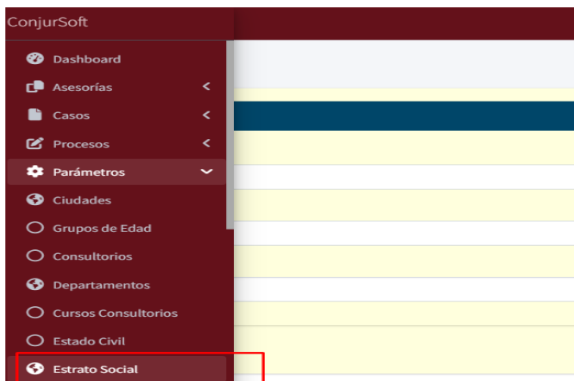 ConjurSoft
Dashboard
Asesorías
Casos
Procesos
Parámetros
Ciudades
Grupos de Edad
Consultorios
Departamentos
Cursos Consultorios
Estado Civil
Estrato Social